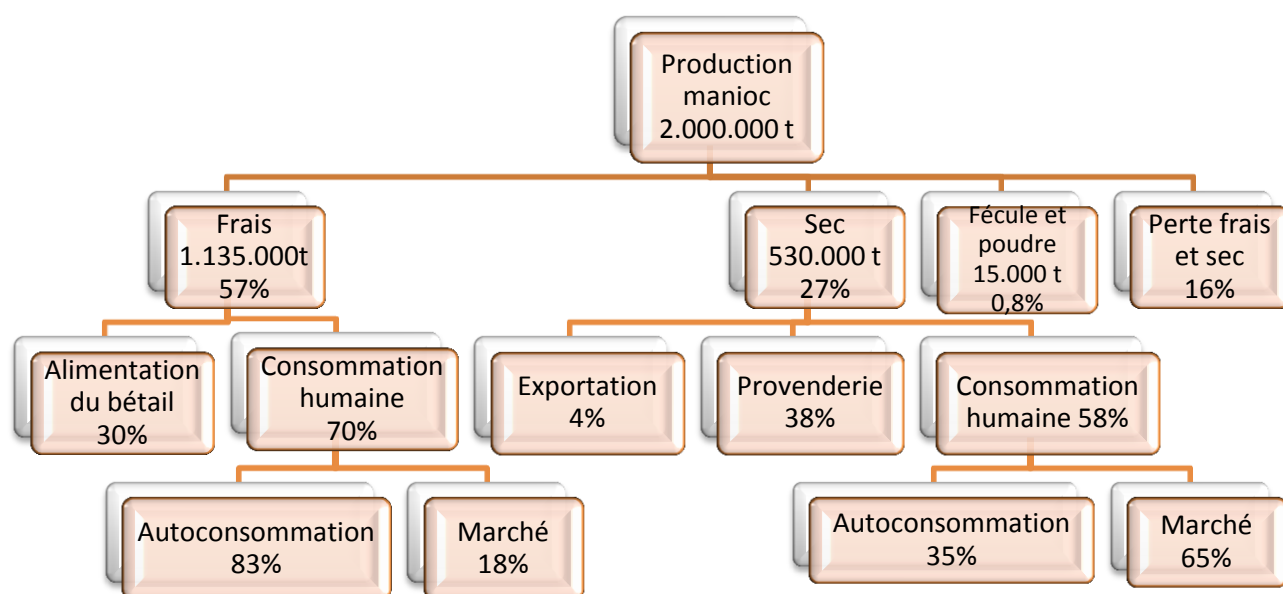 Production
manioc
2.000.000 t
Frais
1.135.000t
57%
Sec
530.000 t
27%
Fécule et
poudre
15.000 t
0,8%
Perte frais
et sec
16%
Alimentation
du bétail
30%
Consommation
humaine
70%
Exportation
4%
Provenderie
38%
Consommation
humaine 58%
Autoconsommation
83%
Marché
18%
Autoconsommation
35%
Marché
65%